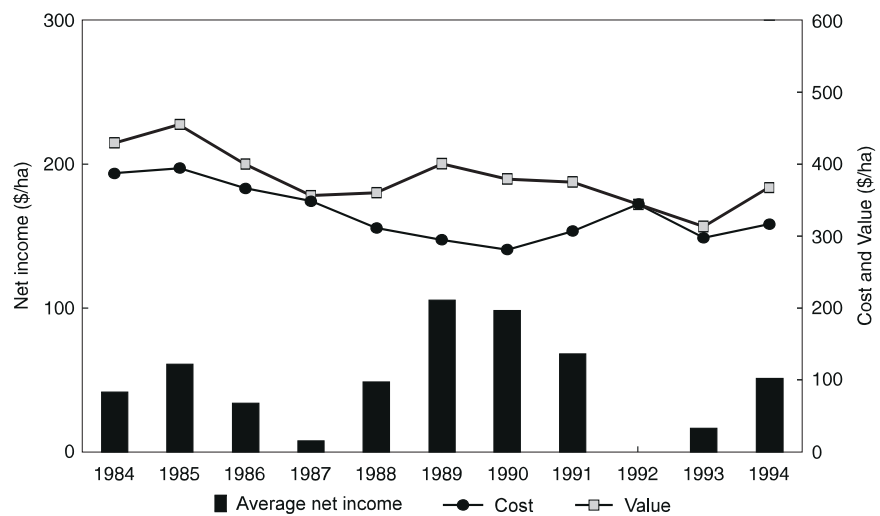 300
200
100
0
Net income ($/ha)
600
500
400
300
200
100
0
Cost and Value ($/ha)
1984 1985 1986 1987 1988 1989 1990 1991 1992 1993 1994
Average net income Cost Value